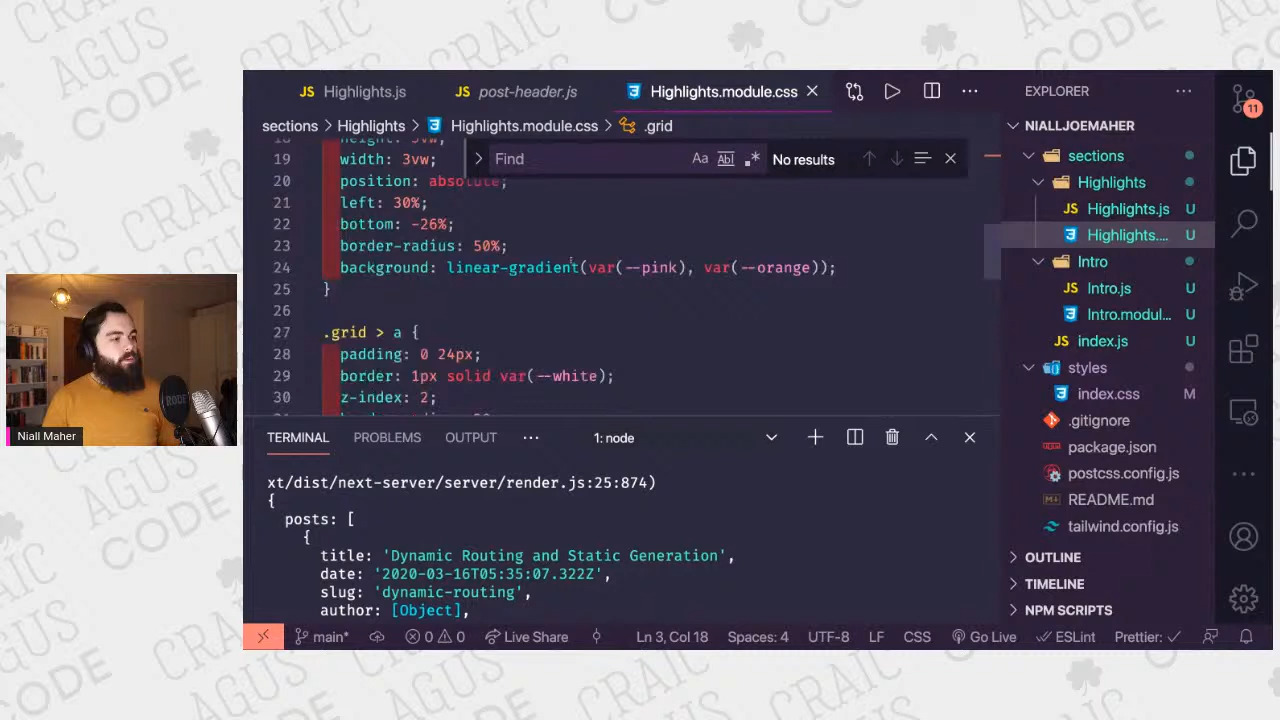 CRAIC
AGUS
CODE
Highlights.js
post-header.js
Highlights.module.css
sections > Highlights > Highlights.module.css > .grid
Find
Aa
Abl
No results
19 width: 3vw;
20 position: absolute;
21 left: 30%;
22 bottom: -26%;
23 border-radius: 50%;
24 background: linear-gradient(var(--pink), var(--orange));
25 }
26
27 .grid > a {
28 padding: 0 24px;
29 border: 1px solid var(--white);
30 z-index: 2;
TERMINAL
PROBLEMS
OUTPUT
1: node
xt/dist/next-server/server/render.js:25:874)
{
posts: [
{
title: 'Dynamic Routing and Static Generation',
date: '2020-03-16T05:35:07.322Z',
slug: 'dynamic-routing',
author: [Object],
EXPLORER
NIALLJOEMAHER
sections
Highlights
JS Highlights.js U
Highlights.... U
Intro
JS Intro.js U
Intro.modul... U
JS index.js U
styles
index.css M
.gitignore
package.json
postcss.config.js
README.md
tailwind.config.js
OUTLINE
TIMELINE
NPM SCRIPTS
11
main*
0 0
Live Share
Ln 3, Col 18
Spaces: 4
UTF-8
LF
CSS
Go Live
ESLint
Prettier:
Niall Maher
RODE